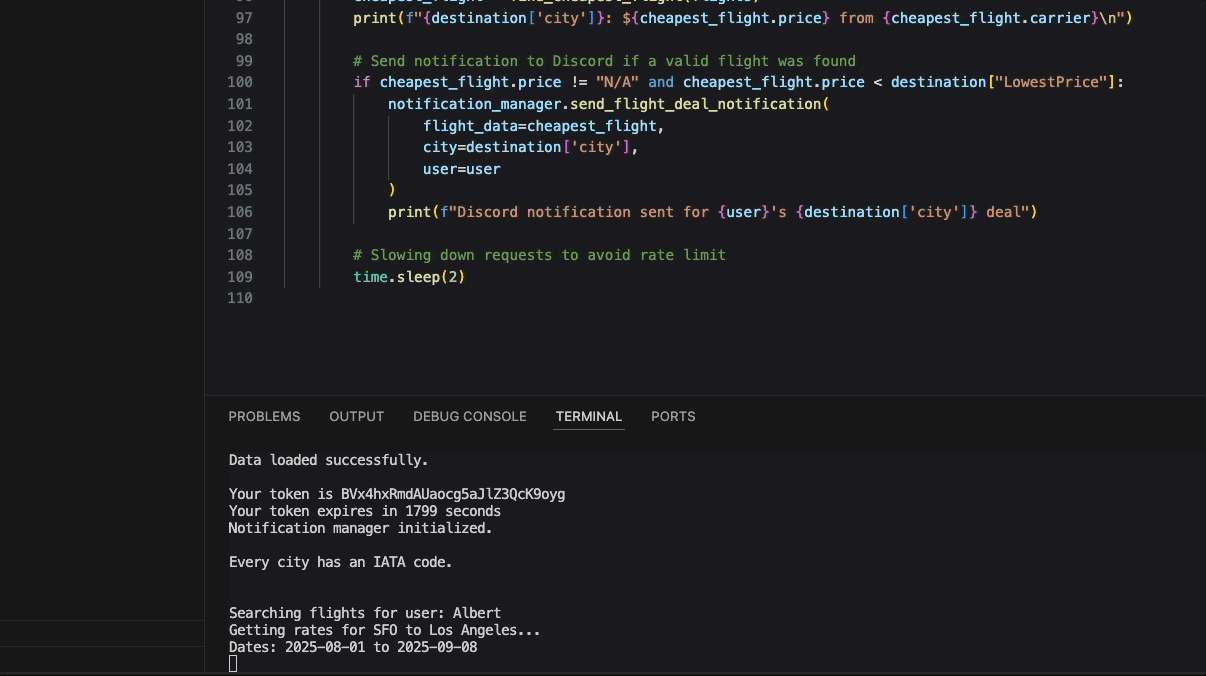 97 print(f"{destination['city']}: ${cheapest_flight.price} from {cheapest_flight.carrier}\n")
98
99 # Send notification to Discord if a valid flight was found
100 if cheapest_flight.price != "N/A" and cheapest_flight.price < destination["LowestPrice"]:
101 notification_manager.send_flight_deal_notification(
102 flight_data=cheapest_flight,
103 city=destination['city'],
104 user=user
105 )
106 print(f"Discord notification sent for {user}'s {destination['city']} deal")
107
108 # Slowing down requests to avoid rate limit
109 time.sleep(2)
110
PROBLEMS OUTPUT DEBUG CONSOLE TERMINAL PORTS
Data loaded successfully.
Your token is BVx4hxRmdAUaocg5aJlZ3QcK9oyg
Your token expires in 1799 seconds
Notification manager initialized.
Every city has an IATA code.
Searching flights for user: Albert
Getting rates for SFO to Los Angeles...
Dates: 2025-08-01 to 2025-09-08